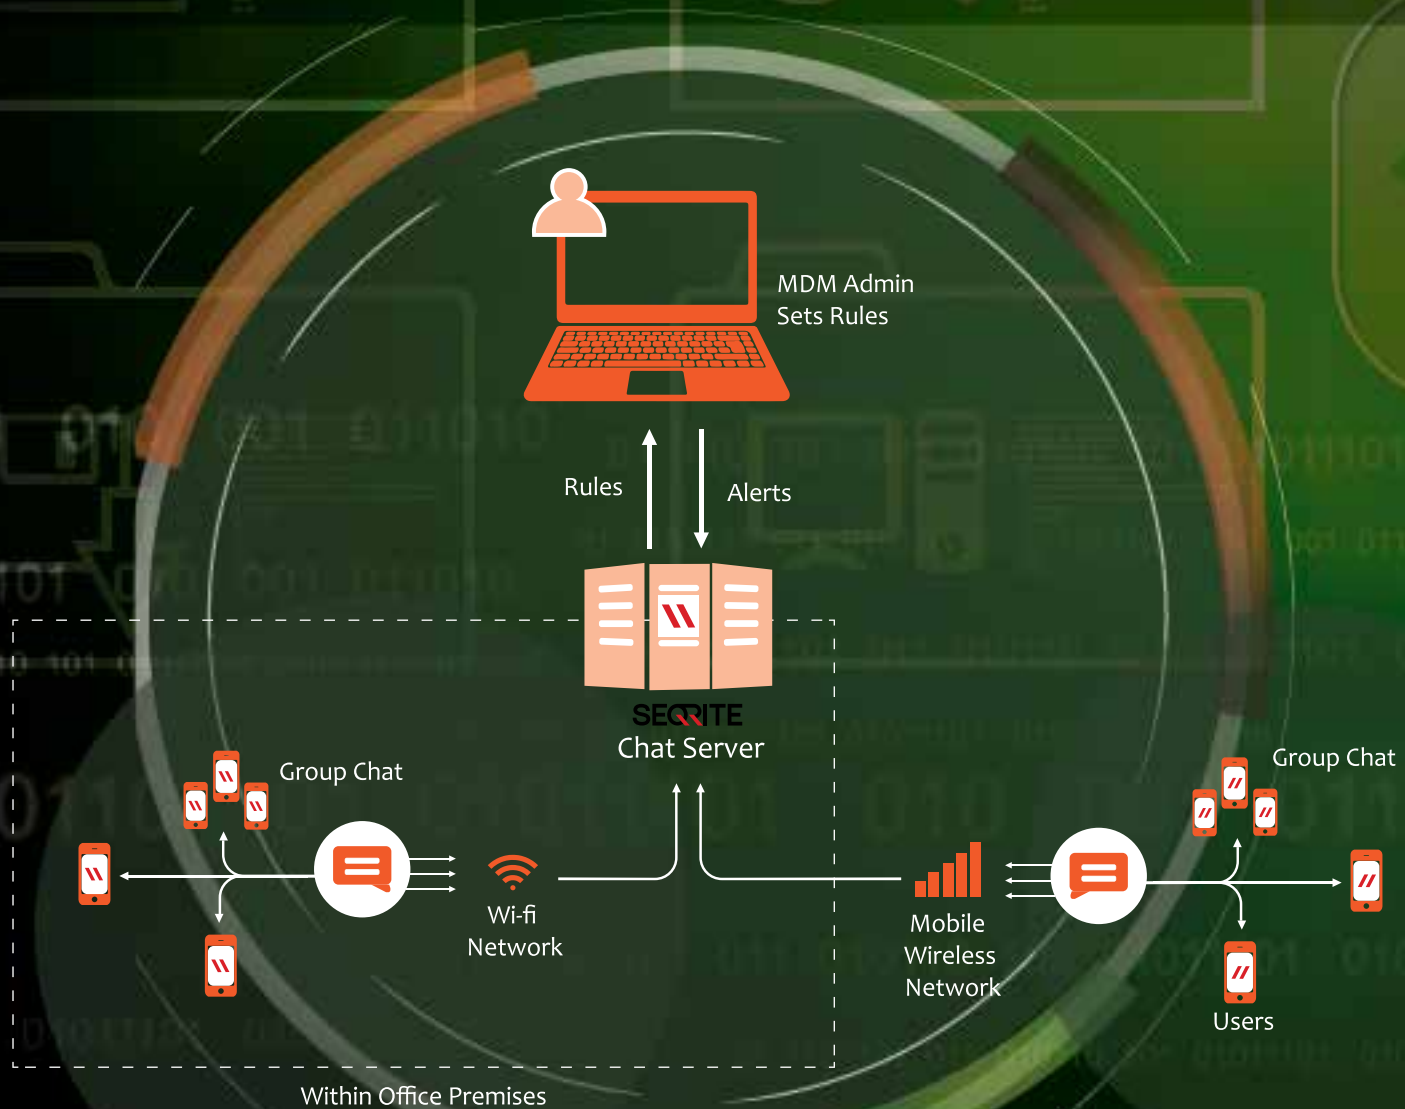 MDM Admin
Sets Rules
Rules
Alerts
SEQRITE
Chat Server
Group Chat
Wi-fi
Network
Within Office Premises
Mobile
Wireless
Network
Group Chat
Users